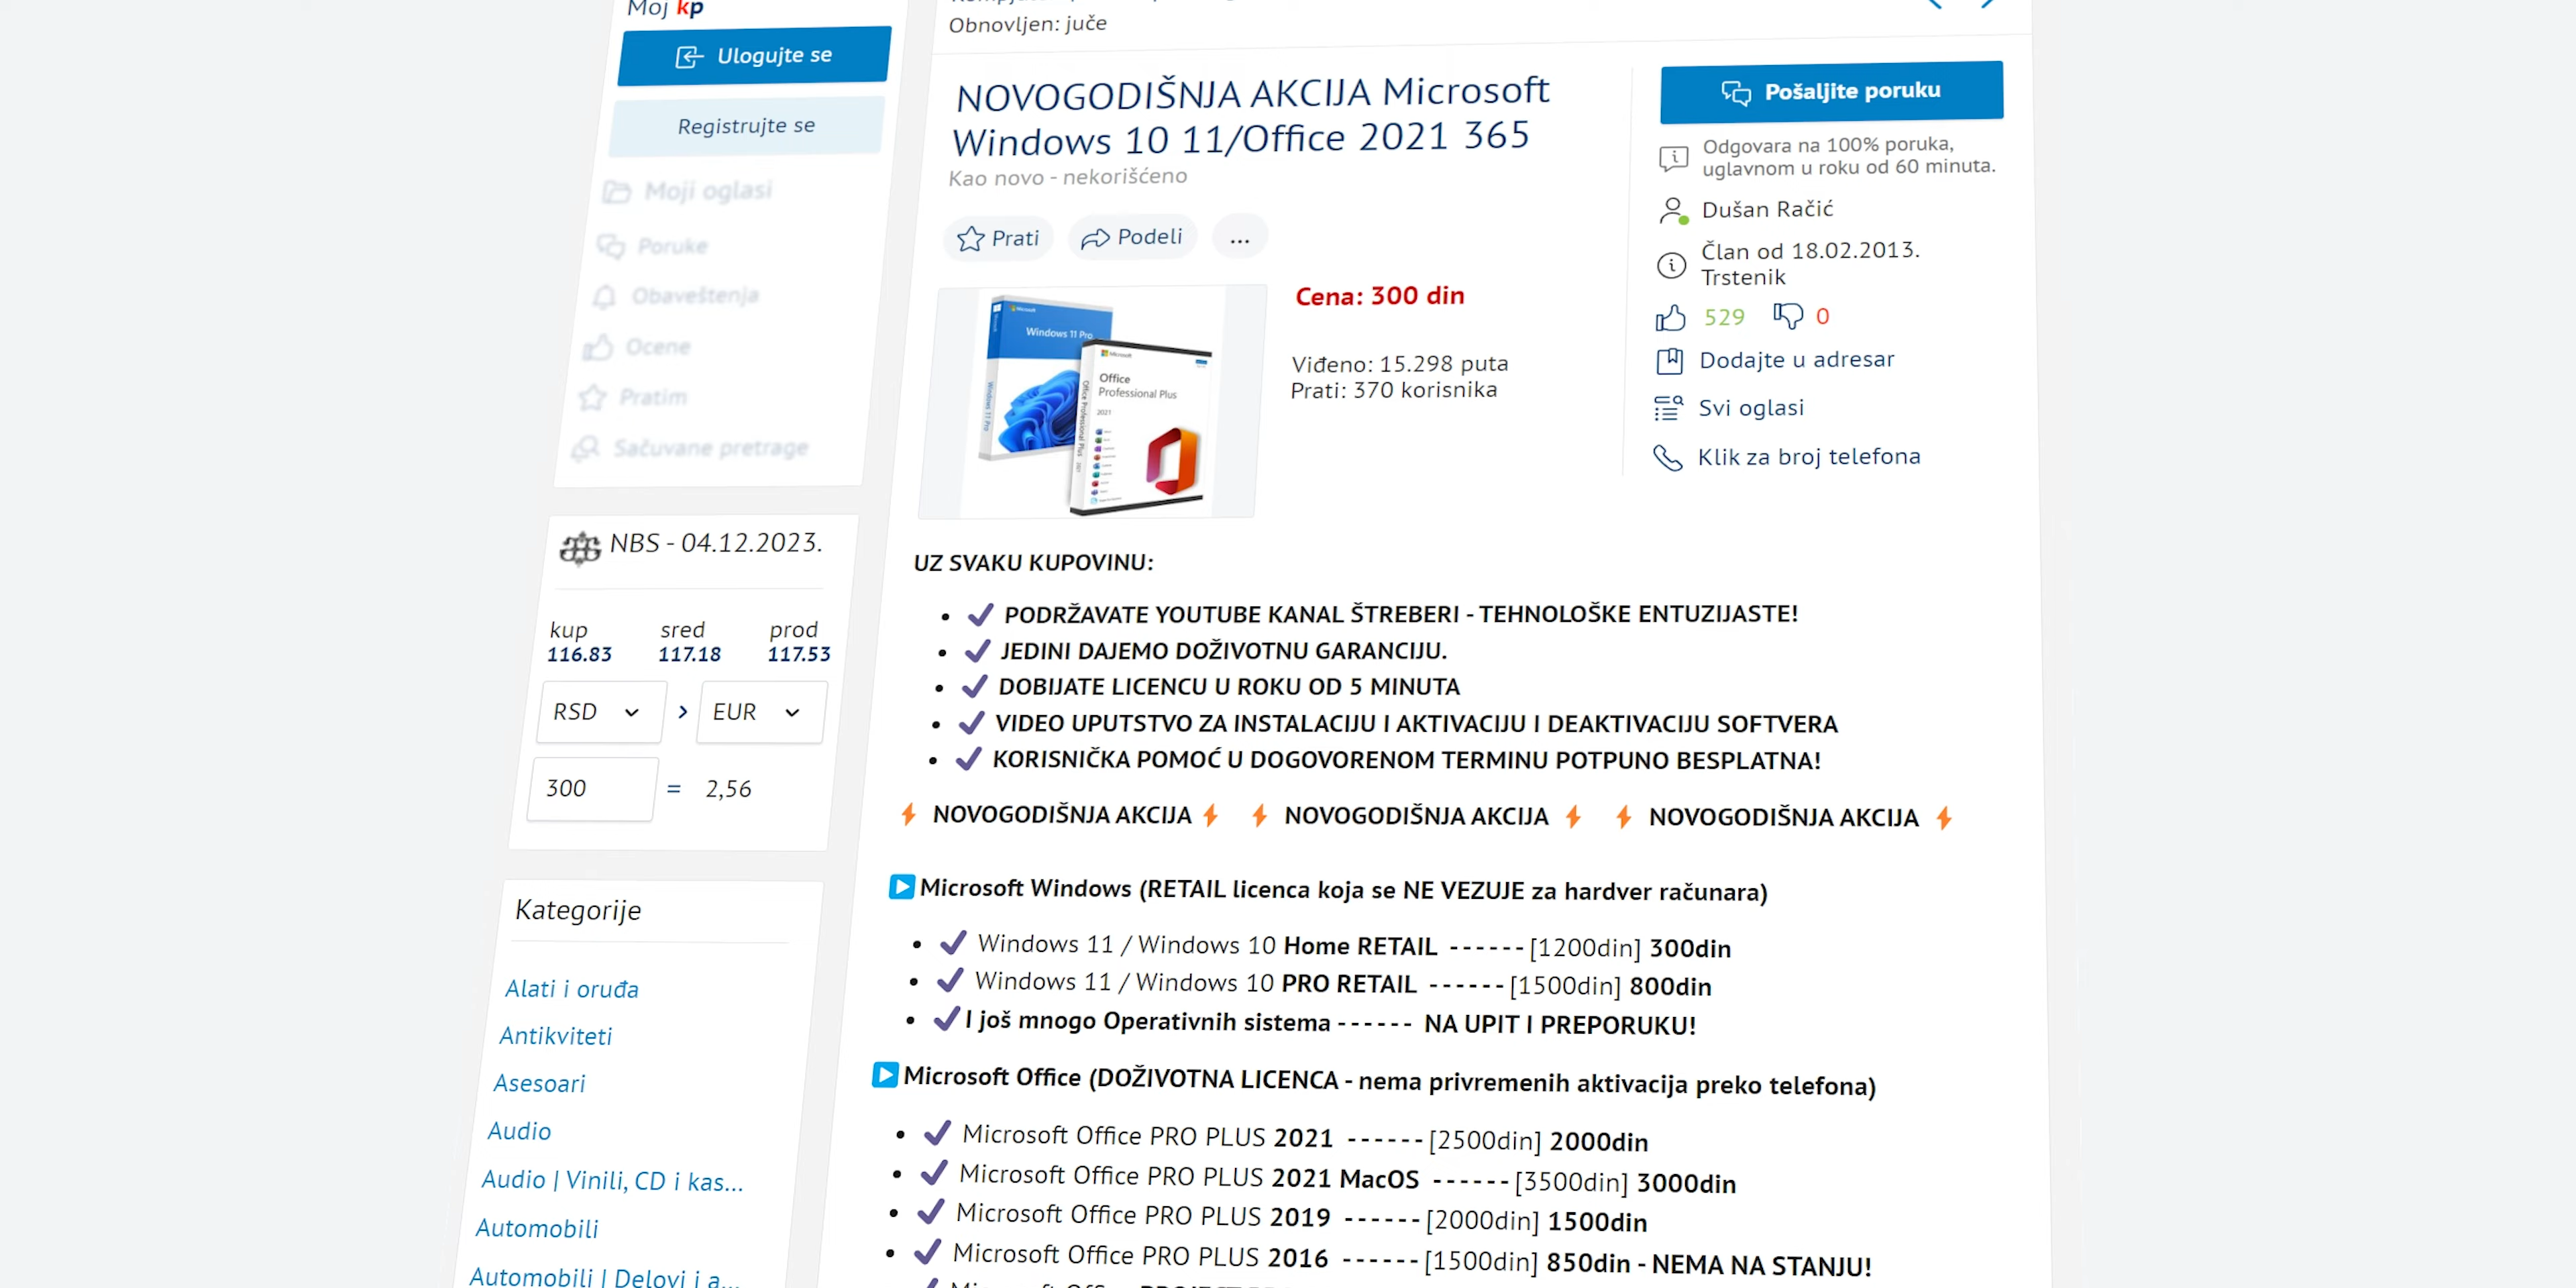 Moj kp
Ulogujte se
Registrujte se
Moji oglasi
Poruke
Obaveštenja
Ocene
Pratim
Sačuvane pretrage
NBS - 04.12.2023.
kup sred prod
116.83 117.18 117.53
RSD > EUR
300 = 2,56
Kategorije
Alati i oruđa
Antikviteti
Asesoari
Audio
Audio | Vinili, CD i kas...
Automobili
Automobili | Delovi i a...
Obnovljen: juče
NOVOGODIŠNJA AKCIJA Microsoft
Windows 10 11/Office 2021 365
Kao novo - nekorišćeno
Prati Podeli ...
Microsoft
Windows 11 Pro
Windows 11 Pro
Microsoft
Office
Professional Plus
2021
Office Professional Plus
Cena: 300 din
Viđeno: 15.298 puta
Prati: 370 korisnika
Pošaljite poruku
Odgovara na 100% poruka,
uglavnom u roku od 60 minuta.
Dušan Račić
Član od 18.02.2013.
Trstenik
529 0
Dodajte u adresar
Svi oglasi
Klik za broj telefona
UZ SVAKU KUPOVINU:
• ✔ PODRŽAVATE YOUTUBE KANAL ŠTREBERI - TEHNOLOŠKE ENTUZIJASTE!
• ✔ JEDINI DAJEMO DOŽIVOTNU GARANCIJU.
• ✔ DOBIJATE LICENCU U ROKU OD 5 MINUTA
• ✔ VIDEO UPUTSTVO ZA INSTALACIJU I AKTIVACIJU I DEAKTIVACIJU SOFTVERA
• ✔ KORISNIČKA POMOĆ U DOGOVORENOM TERMINU POTPUNO BESPLATNA!
⚡ NOVOGODIŠNJA AKCIJA ⚡ ⚡ NOVOGODIŠNJA AKCIJA ⚡ ⚡ NOVOGODIŠNJA AKCIJA ⚡
▶ Microsoft Windows (RETAIL licenca koja se NE VEZUJE za hardver računara)
• ✔ Windows 11 / Windows 10 Home RETAIL ------[1200din] 300din
• ✔ Windows 11 / Windows 10 PRO RETAIL ------[1500din] 800din
• ✔ I još mnogo Operativnih sistema ------ NA UPIT I PREPORUKU!
▶ Microsoft Office (DOŽIVOTNA LICENCA - nema privremenih aktivacija preko telefona)
• ✔ Microsoft Office PRO PLUS 2021 ------[2500din] 2000din
• ✔ Microsoft Office PRO PLUS 2021 MacOS ------[3500din] 3000din
• ✔ Microsoft Office PRO PLUS 2019 ------[2000din] 1500din
• ✔ Microsoft Office PRO PLUS 2016 ------[1500din] 850din - NEMA NA STANJU!